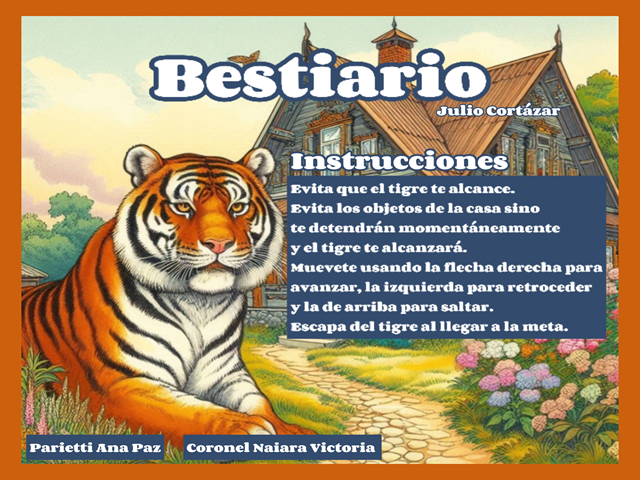 Bestiario
Julio Cortázar
Instrucciones
Evita que el tigre te alcance.
Evita los objetos de la casa sino
te detendrán momentáneamente
y el tigre te alcanzará.
Muevete usando la flecha derecha para
avanzar, la izquierda para retroceder
y la de arriba para saltar.
Escapa del tigre al llegar a la meta.
Parietti Ana Paz
Coronel Naiara Victoria